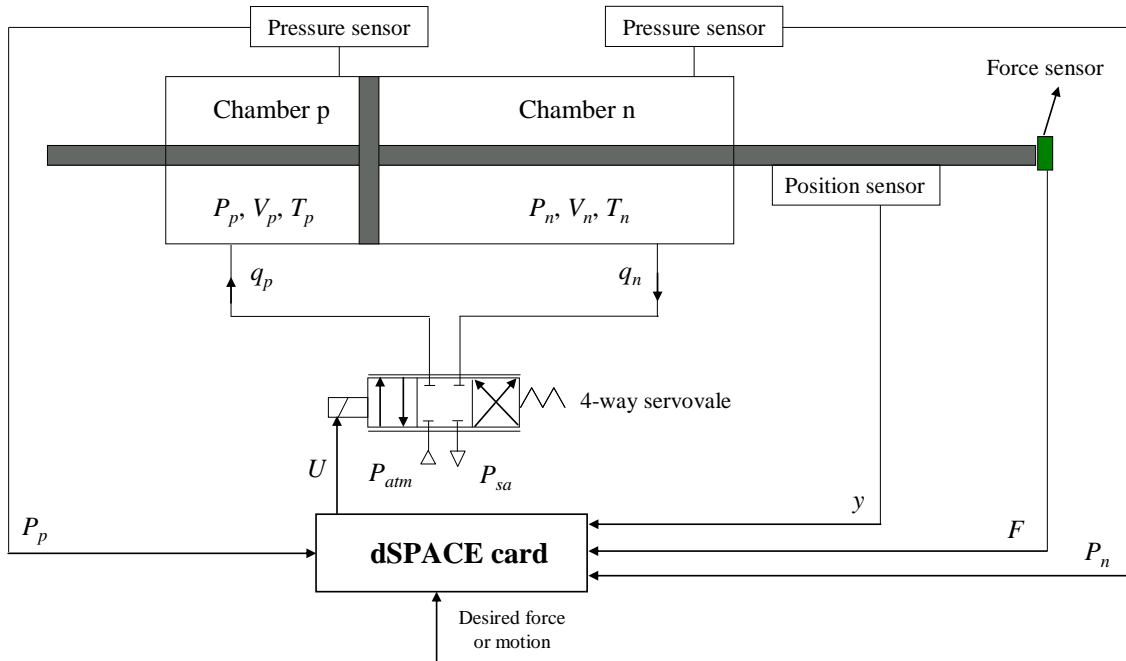 Pressure sensor
Pressure sensor
Force sensor
Chamber p
Chamber n
Position sensor
Pp, Vp, Tp
Pn, Vn, Tn
qp
qn
4-way servovale
U
Patm
Psa
y
Pp
F
Pn
dSPACE card
Desired force
or motion